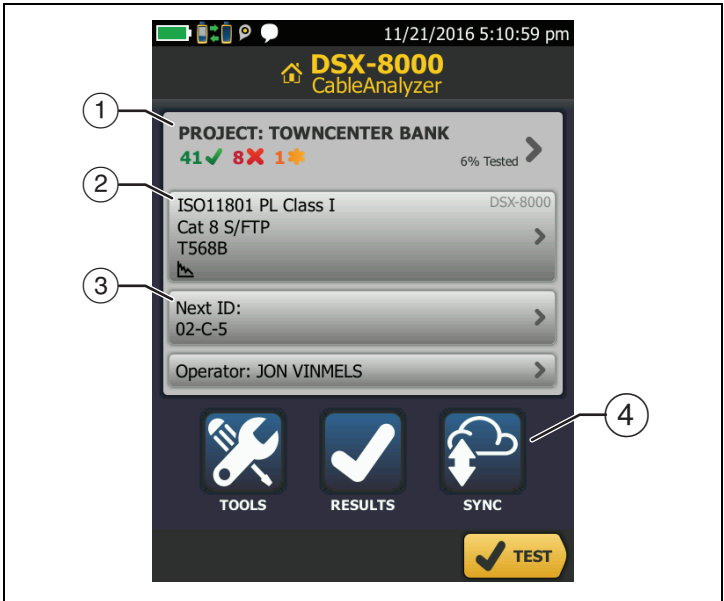 11/21/2016 5:10:59 pm
DSX-8000
CableAnalyzer
1
PROJECT: TOWNCENTER BANK
41 8 1
6% Tested
2
ISO11801 PL Class I
DSX-8000
Cat 8 S/FTP
T568B
3
Next ID:
02-C-5
Operator: JON VINMELS
4
TOOLS
RESULTS
SYNC
TEST